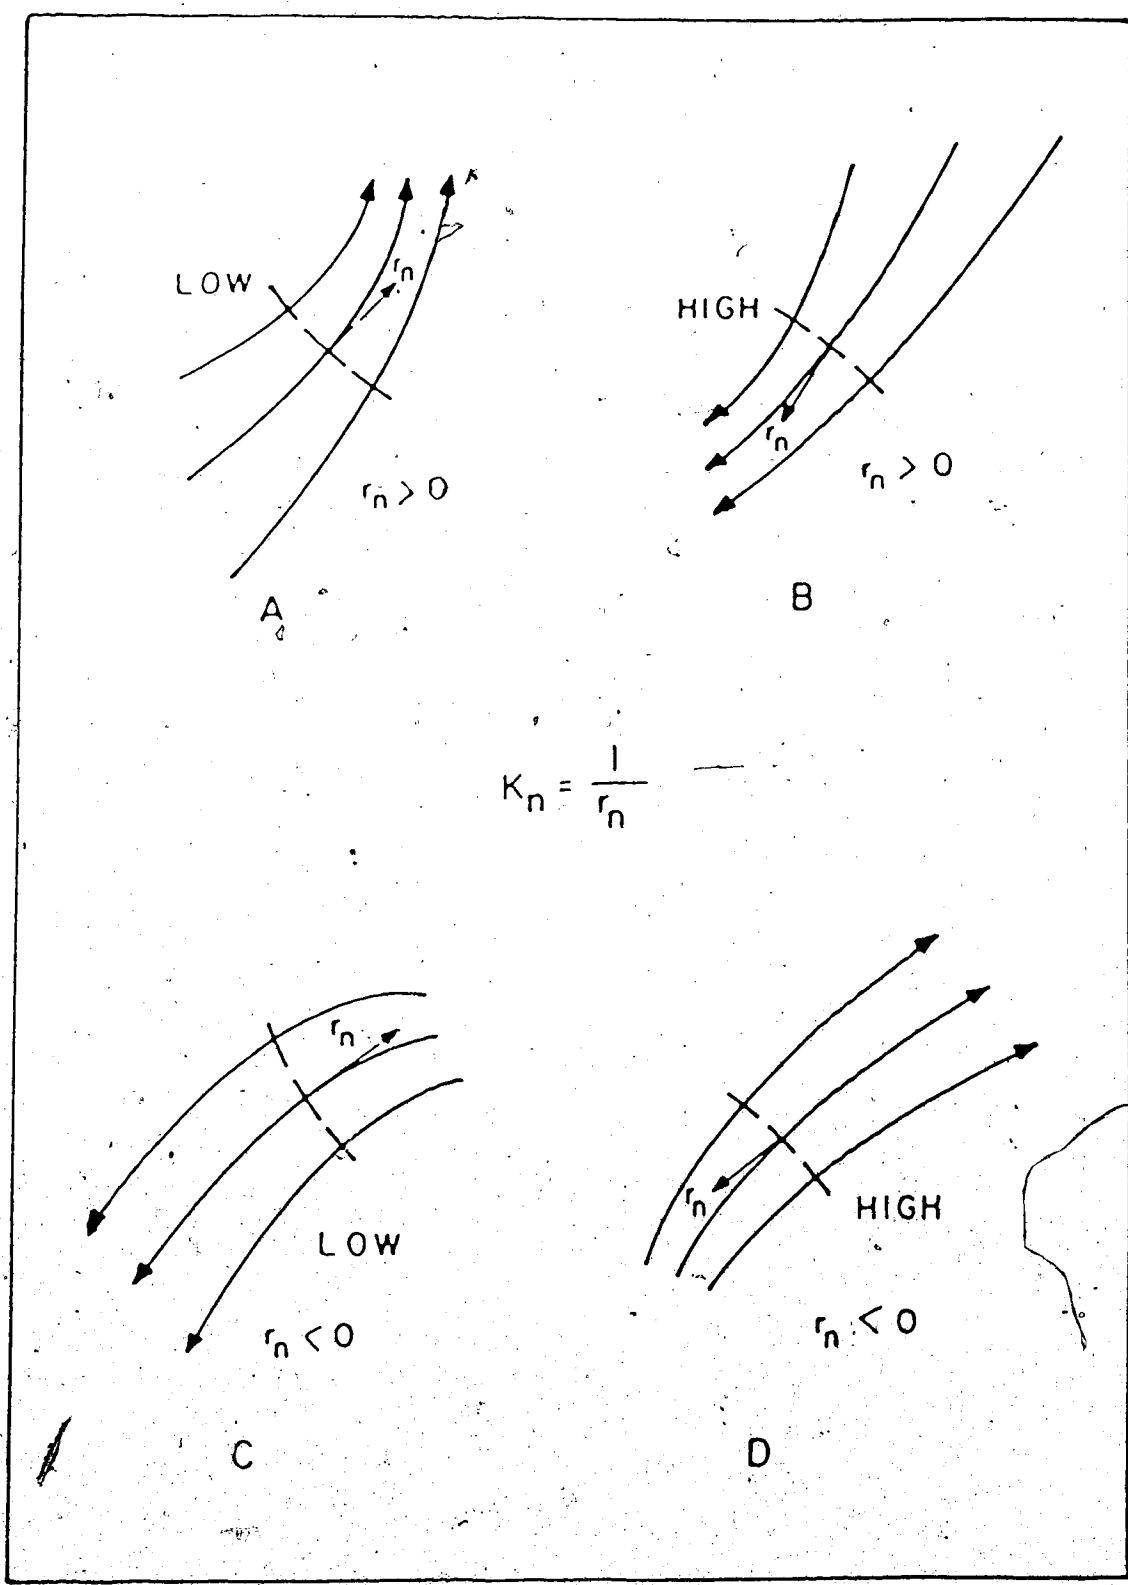 LOW
r_n
r_n > 0
A
HIGH
r_n
r_n > 0
B
K_n = 1/r_n
r_n
LOW
r_n < 0
C
r_n
HIGH
r_n < 0
D